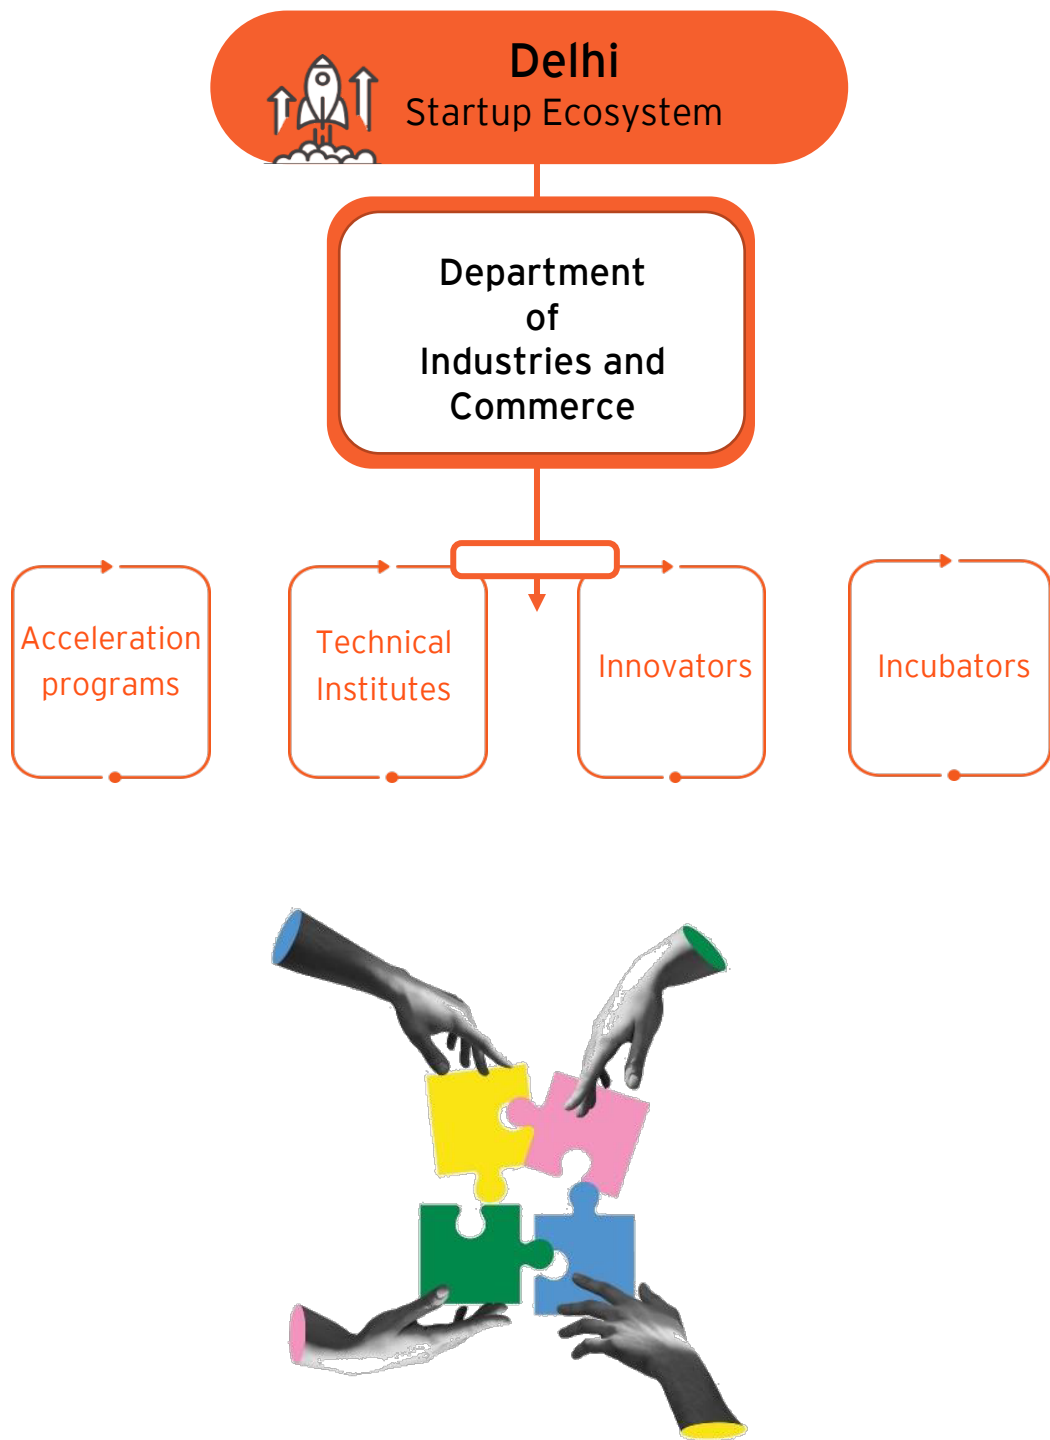 Delhi
Startup Ecosystem
Department
of
Industries and
Commerce
Acceleration
programs
Technical
Institutes
Innovators
Incubators